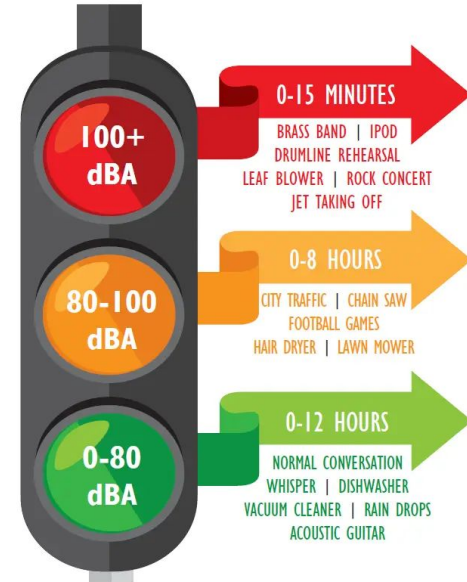 100+
dBA
0-15 MINUTES
BRASS BAND | IPOD
DRUMLINE REHEARSAL
LEAF BLOWER | ROCK CONCERT
JET TAKING OFF
80-100
dBA
0-8 HOURS
CITY TRAFFIC | CHAIN SAW
FOOTBALL GAMES
HAIR DRYER | LAWN MOWER
0-80
dBA
0-12 HOURS
NORMAL CONVERSATION
WHISPER | DISHWASHER
VACUUM CLEANER | RAIN DROPS
ACOUSTIC GUITAR